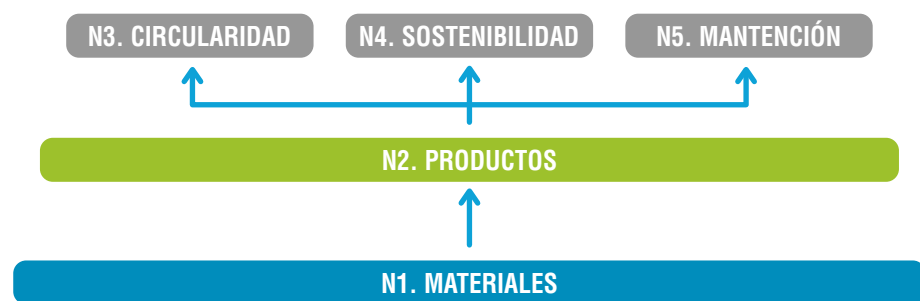 N3. CIRCULARIDAD
N4. SOSTENIBILIDAD
N5. MANTENCIÓN
N2. PRODUCTOS
N1. MATERIALES